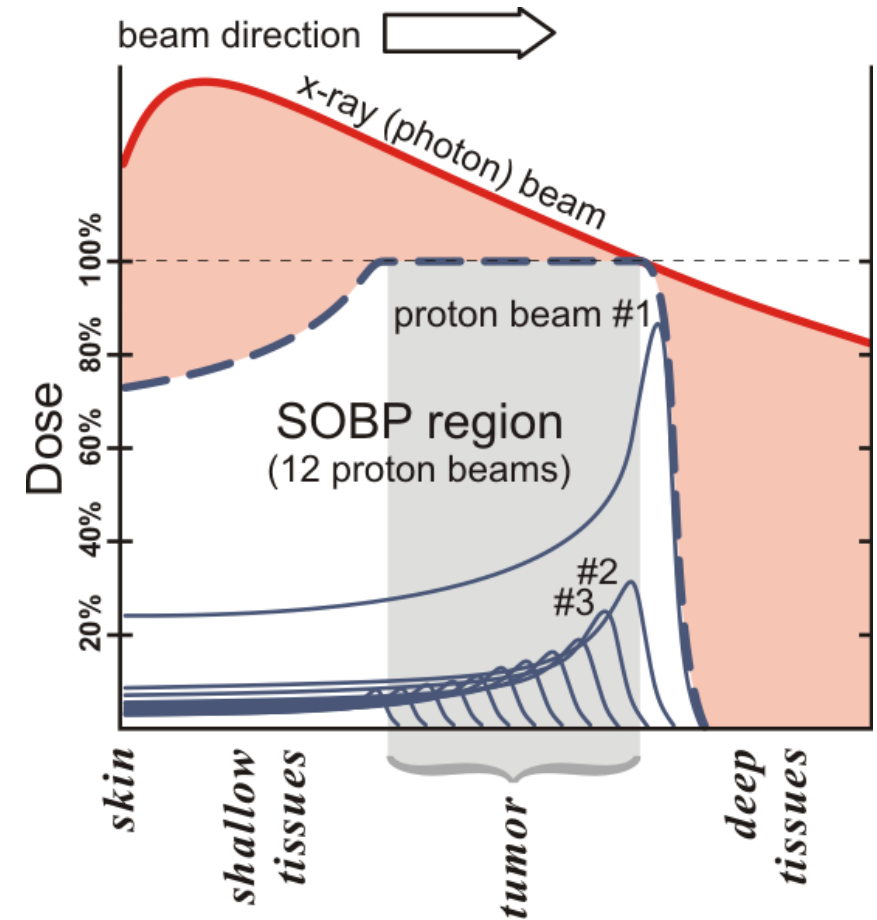 beam direction
x-ray (photon) beam
100%
80%
60%
40%
20%
Dose
proton beam #1
SOBP region
(12 proton beams)
#2
#3
skin
shallow
tissues
tumor
deep
tissues